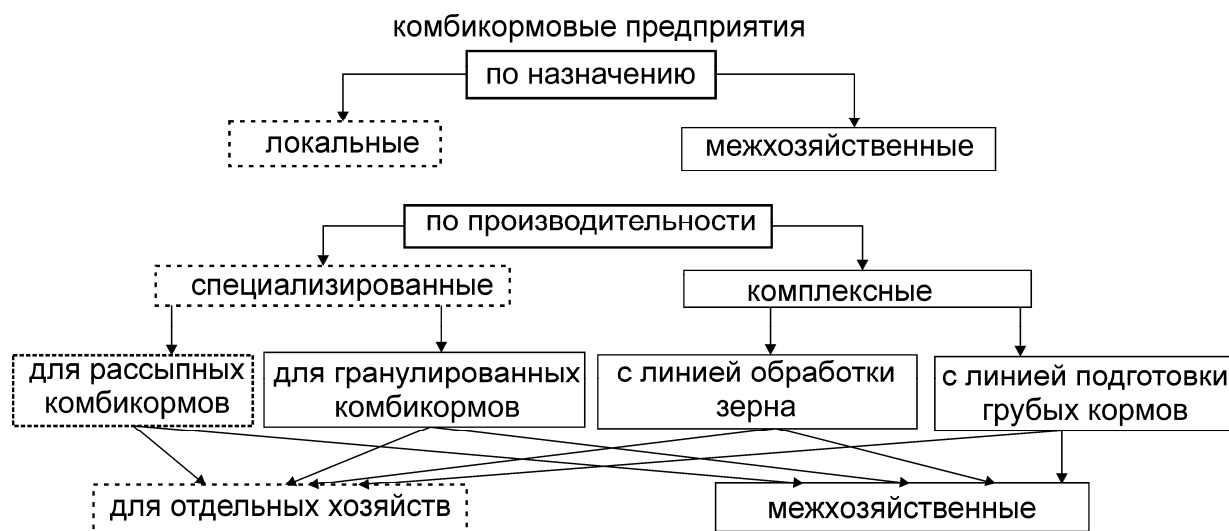 комбикормовые предприятия
по назначению
локальные
межхозяйственные
по производительности
специализированные
комплексные
для рассыпных
комбикормов
для гранулированных
комбикормов
с линией обработки
зерна
с линией подготовки
грубых кормов
для отдельных хозяйств
межхозяйственные